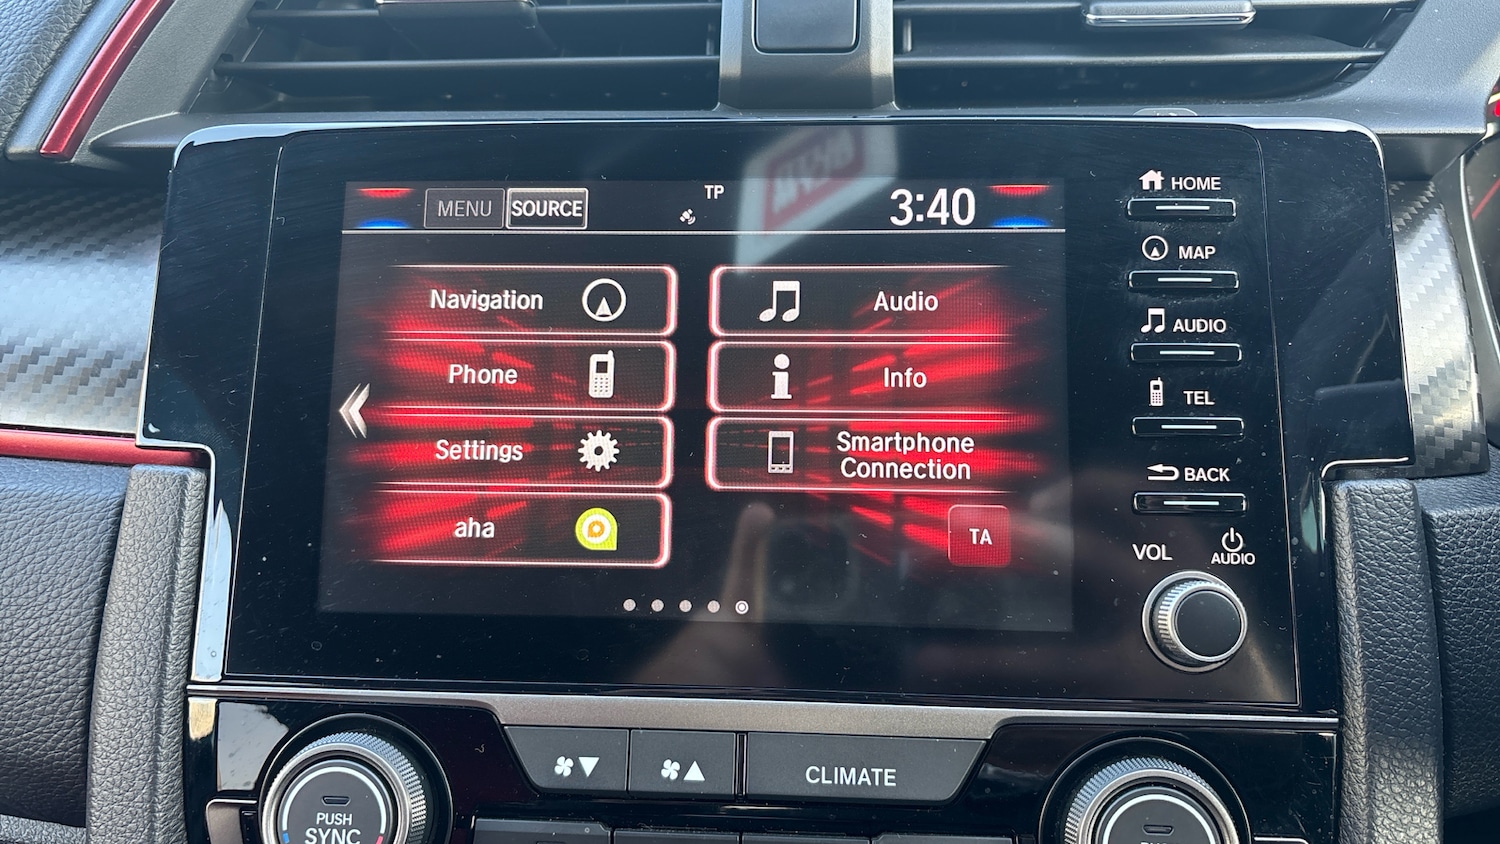 MENU SOURCE TP 3:40
HOME
MAP
Navigation Audio
AUDIO
Phone Info
TEL
Settings Smartphone
Connection
BACK
aha TA
VOL AUDIO
CLIMATE
PUSH
SYNC